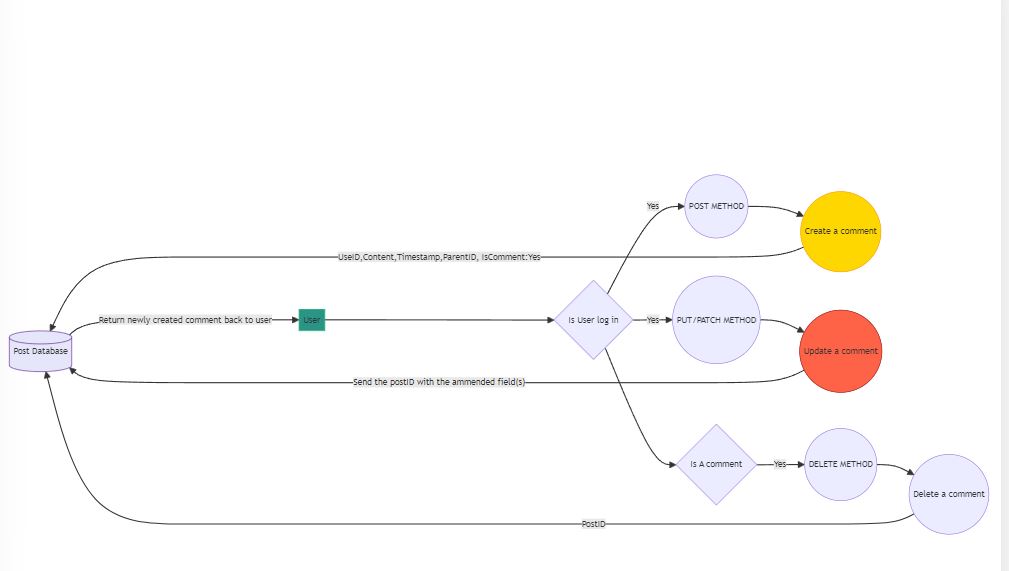 Yes
POST METHOD
Create a comment
UseID,Content,Timestamp,ParentID, IsComment:Yes
Return newly created comment back to user
User
Is User log in
Yes
PUT/PATCH METHOD
Post Database
Update a comment
Send the postID with the ammended field(s)
Is A comment
Yes
DELETE METHOD
Delete a comment
PostID